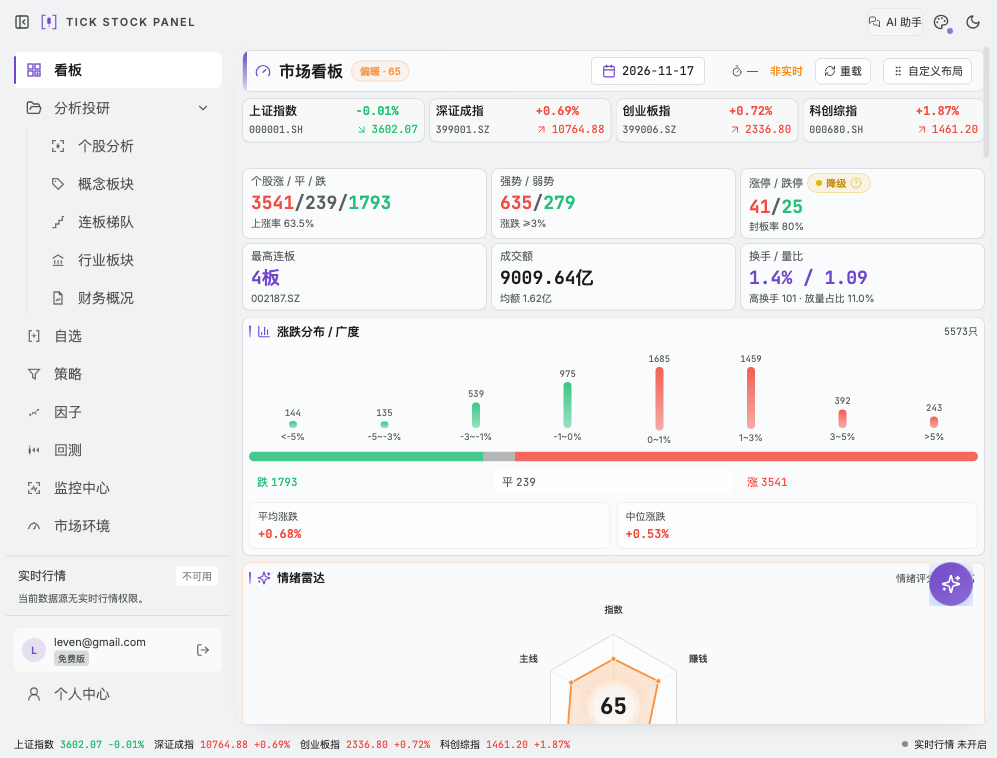 TICK STOCK PANEL
AI 助手
看板
分析投研
个股分析
概念板块
连板梯队
行业板块
财务概况
自选
策略
因子
回测
监控中心
市场环境
实时行情
不可用
当前数据源无实时行情权限。
L
leven@gmail.com
免费版
个人中心
市场看板
偏暖 · 65
2026-11-17
—
非实时
重载
自定义布局
上证指数 -0.01%
000001.SH 3602.07
深证成指 +0.69%
399001.SZ 10764.88
创业板指 +0.72%
399006.SZ 2336.80
科创综指 +1.87%
000680.SH 1461.20
个股涨 / 平 / 跌
3541/239/1793
上涨率 63.5%
强势 / 弱势
635/279
涨跌 ≥3%
涨停 / 跌停 降级
41/25
封板率 80%
最高连板
4板
002187.SZ
成交额
9009.64亿
均额 1.62亿
换手 / 量比
1.4% / 1.09
高换手 101 · 放量占比 11.0%
涨跌分布 / 广度
5573只
144 135 539 975 1685 1459 392 243
<-5% -5~-3% -3~-1% -1~0% 0~1% 1~3% 3~5% >5%
跌 1793 平 239 涨 3541
平均涨跌
+0.68%
中位涨跌
+0.53%
情绪雷达
情绪评
指数
主线
赚钱
65
上证指数 3602.07 -0.01% 深证成指 10764.88 +0.69% 创业板指 2336.80 +0.72% 科创综指 1461.20 +1.87%
实时行情 未开启